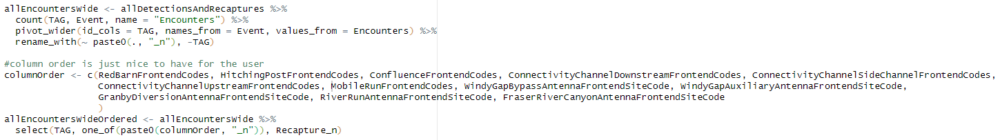 allEncountersWide <- allDetectionsAndRecaptures %>%
  count(TAG, Event, name = "Encounters") %>%
  pivot_wider(id_cols = TAG, names_from = Event, values_from = Encounters) %>%
  rename_with(~ paste0(., "_n"), -TAG)

#column order is just nice to have for the user
columnOrder <- c(RedBarnFrontendCodes, HitchingPostFrontendCodes, ConfluenceFrontendCodes, ConnectivityChannelDownstreamFrontendCodes, ConnectivityChannelSideChannelFrontendCodes,
                 ConnectivityChannelUpstreamFrontendCodes, MobileRunFrontendCodes, WindyGapBypassAntennaFrontendSiteCode, WindyGapAuxiliaryAntennaFrontendSiteCode,
                 GranbyDiversionAntennaFrontendSiteCode, RiverRunAntennaFrontendSiteCode, FraserRiverCanyonAntennaFrontendSiteCode
                 )
allEncountersWideOrdered <- allEncountersWide %>%
  select(TAG, one_of(paste0(columnOrder, "_n")), Recapture_n)